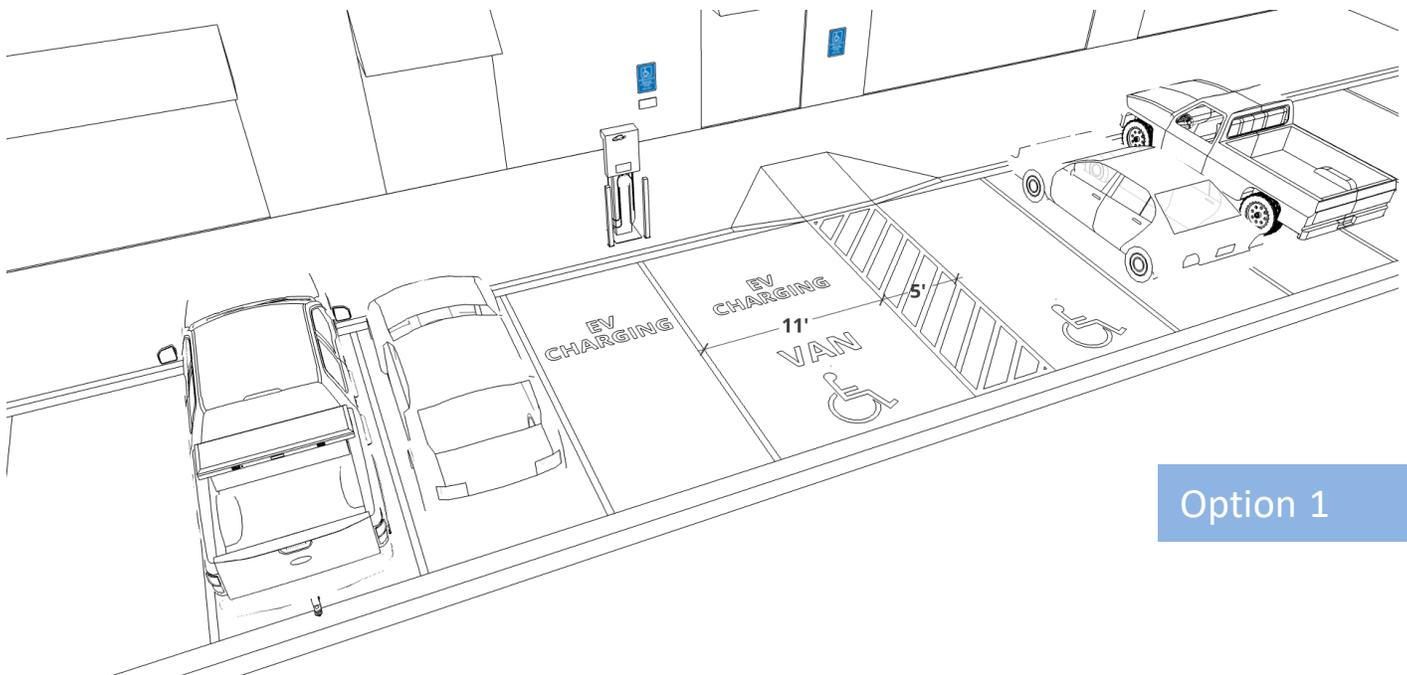 EV
CHARGING
EV
CHARGING
11'
5'
VAN
Option 1